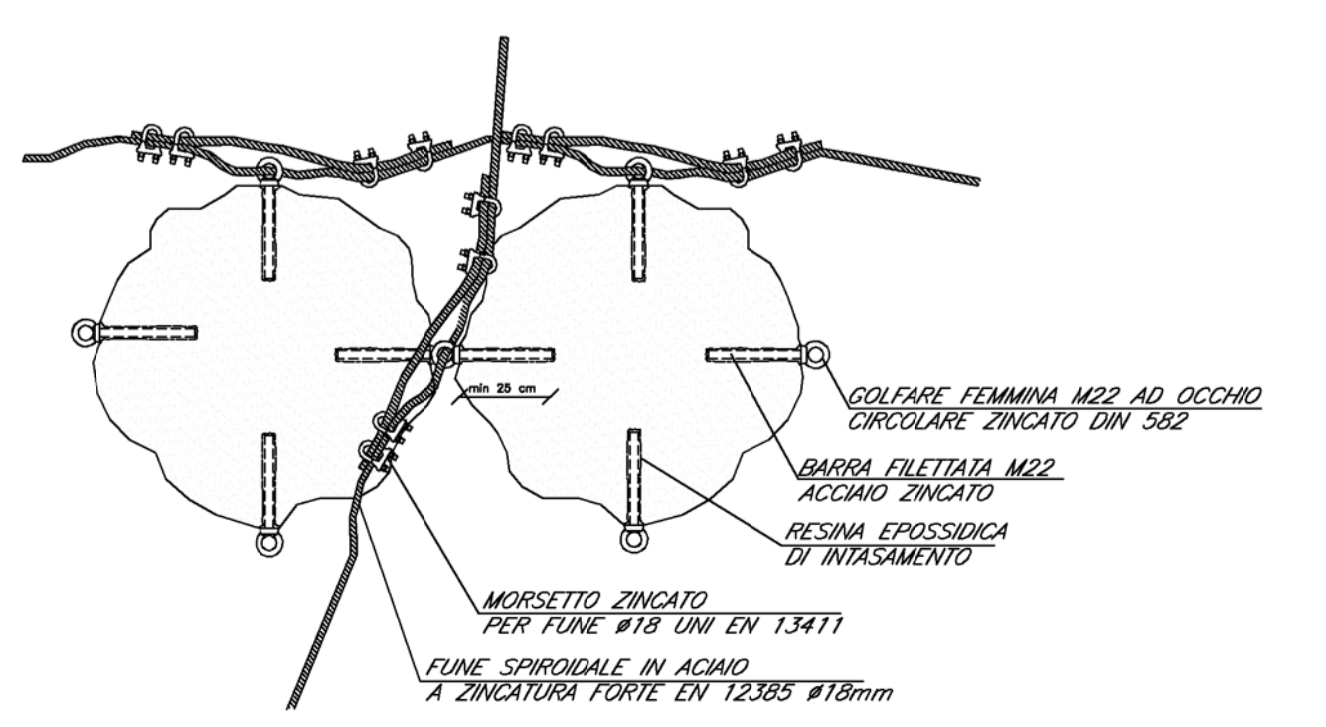 min 25 cm
GOLFARE FEMMINA M22 AD OCCHIO
CIRCOLARE ZINCATO DIN 582
BARRA FILETTATA M22
ACCIAIO ZINCATO
RESINA EPOSSIDICA
DI INTASAMENTO
MORSETTO ZINCATO
PER FUNE ø18 UNI EN 13411
FUNE SPIROIDALE IN ACIAIO
A ZINCATURA FORTE EN 12385 ø18mm